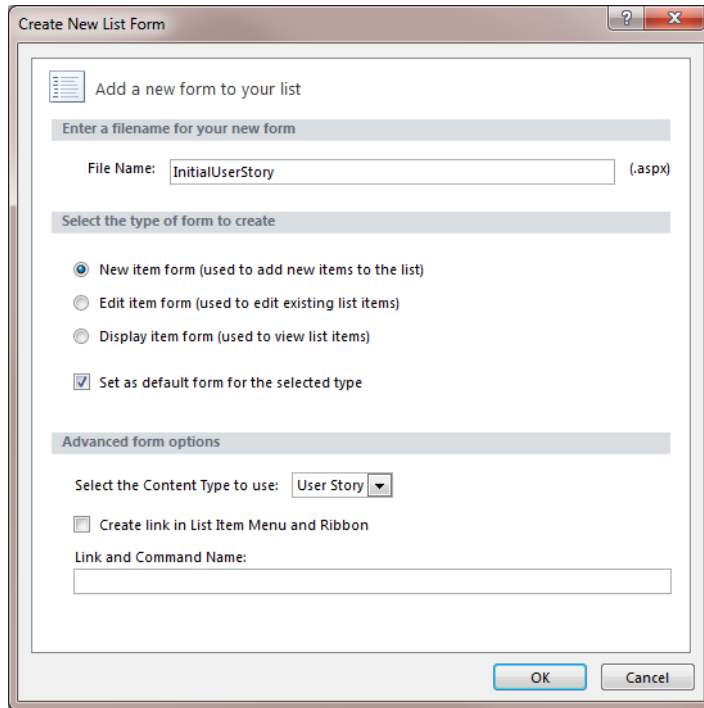 Create New List Form
Add a new form to your list
Enter a filename for your new form
File Name: InitialUserStory (.aspx)
Select the type of form to create
New item form (used to add new items to the list)
Edit item form (used to edit existing list items)
Display item form (used to view list items)
Set as default form for the selected type
Advanced form options
Select the Content Type to use: User Story
Create link in List Item Menu and Ribbon
Link and Command Name:
OK Cancel